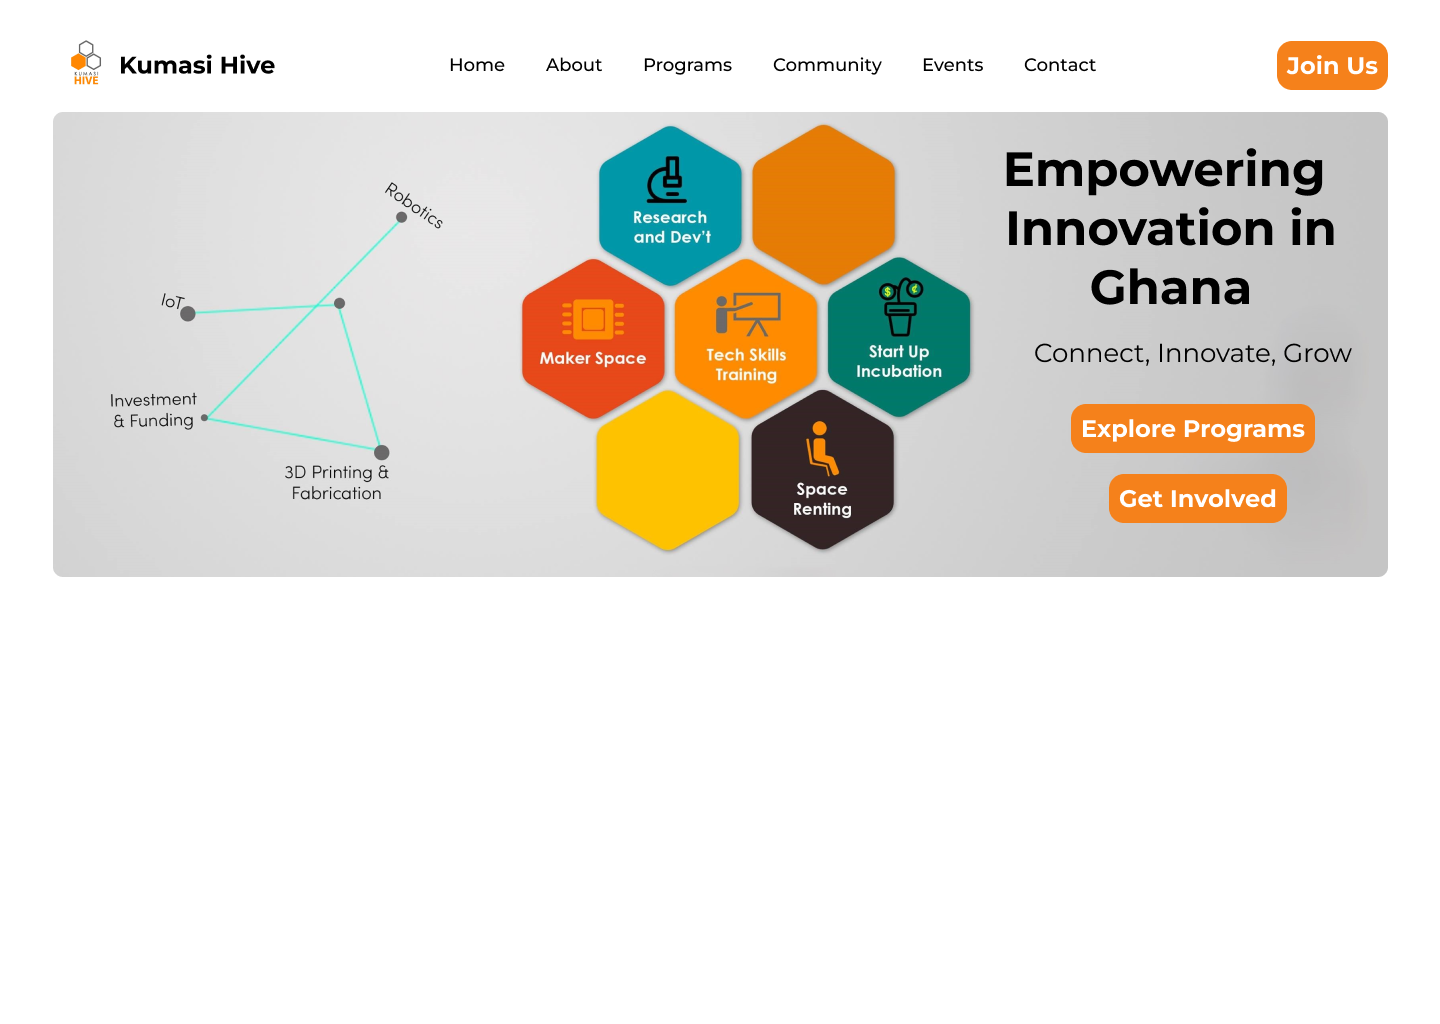 KUMASI
HIVE
Kumasi Hive
Home
About
Programs
Community
Events
Contact
Join Us
Robotics
IoT
Investment
& Funding
3D Printing &
Fabrication
Research
and Dev't
Maker Space
Tech Skills
Training
$
¢
Start Up
Incubation
Space
Renting
Empowering
Innovation in
Ghana
Connect, Innovate, Grow
Explore Programs
Get Involved